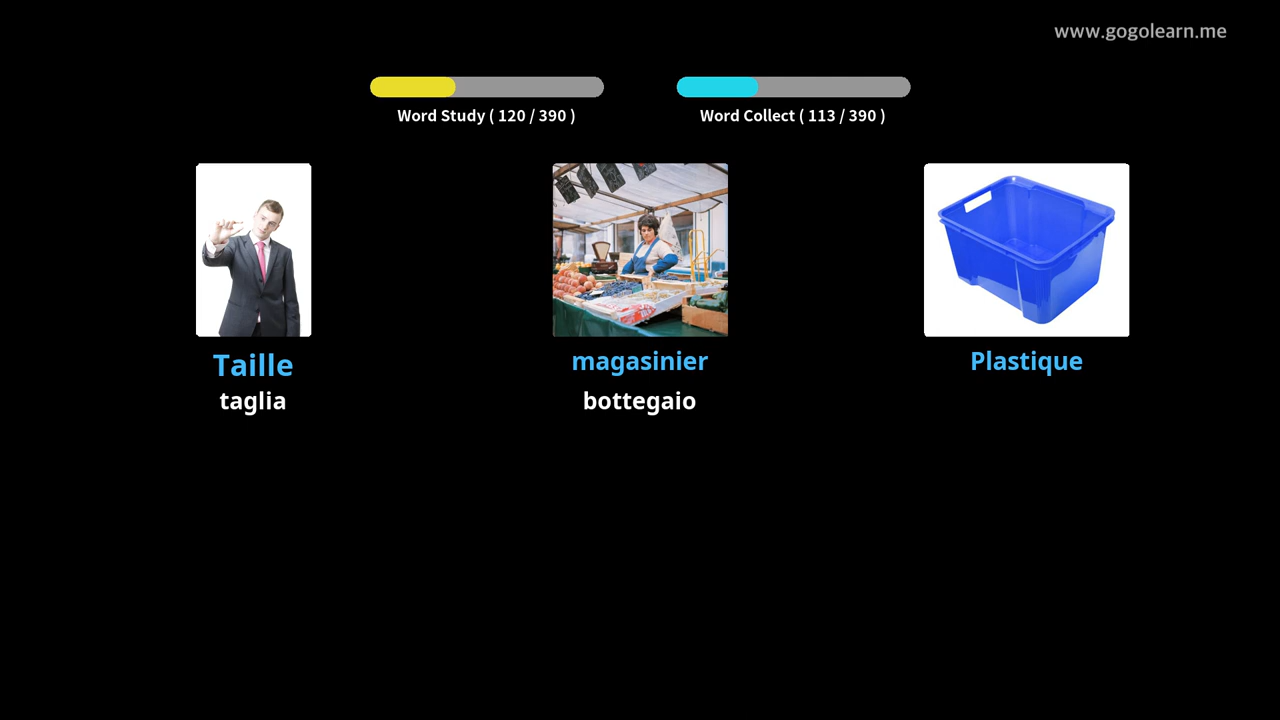 www.gogolearn.me
Word Study ( 120 / 390 )
Word Collect ( 113 / 390 )
Taille
magasinier
Plastique
taglia
bottegaio